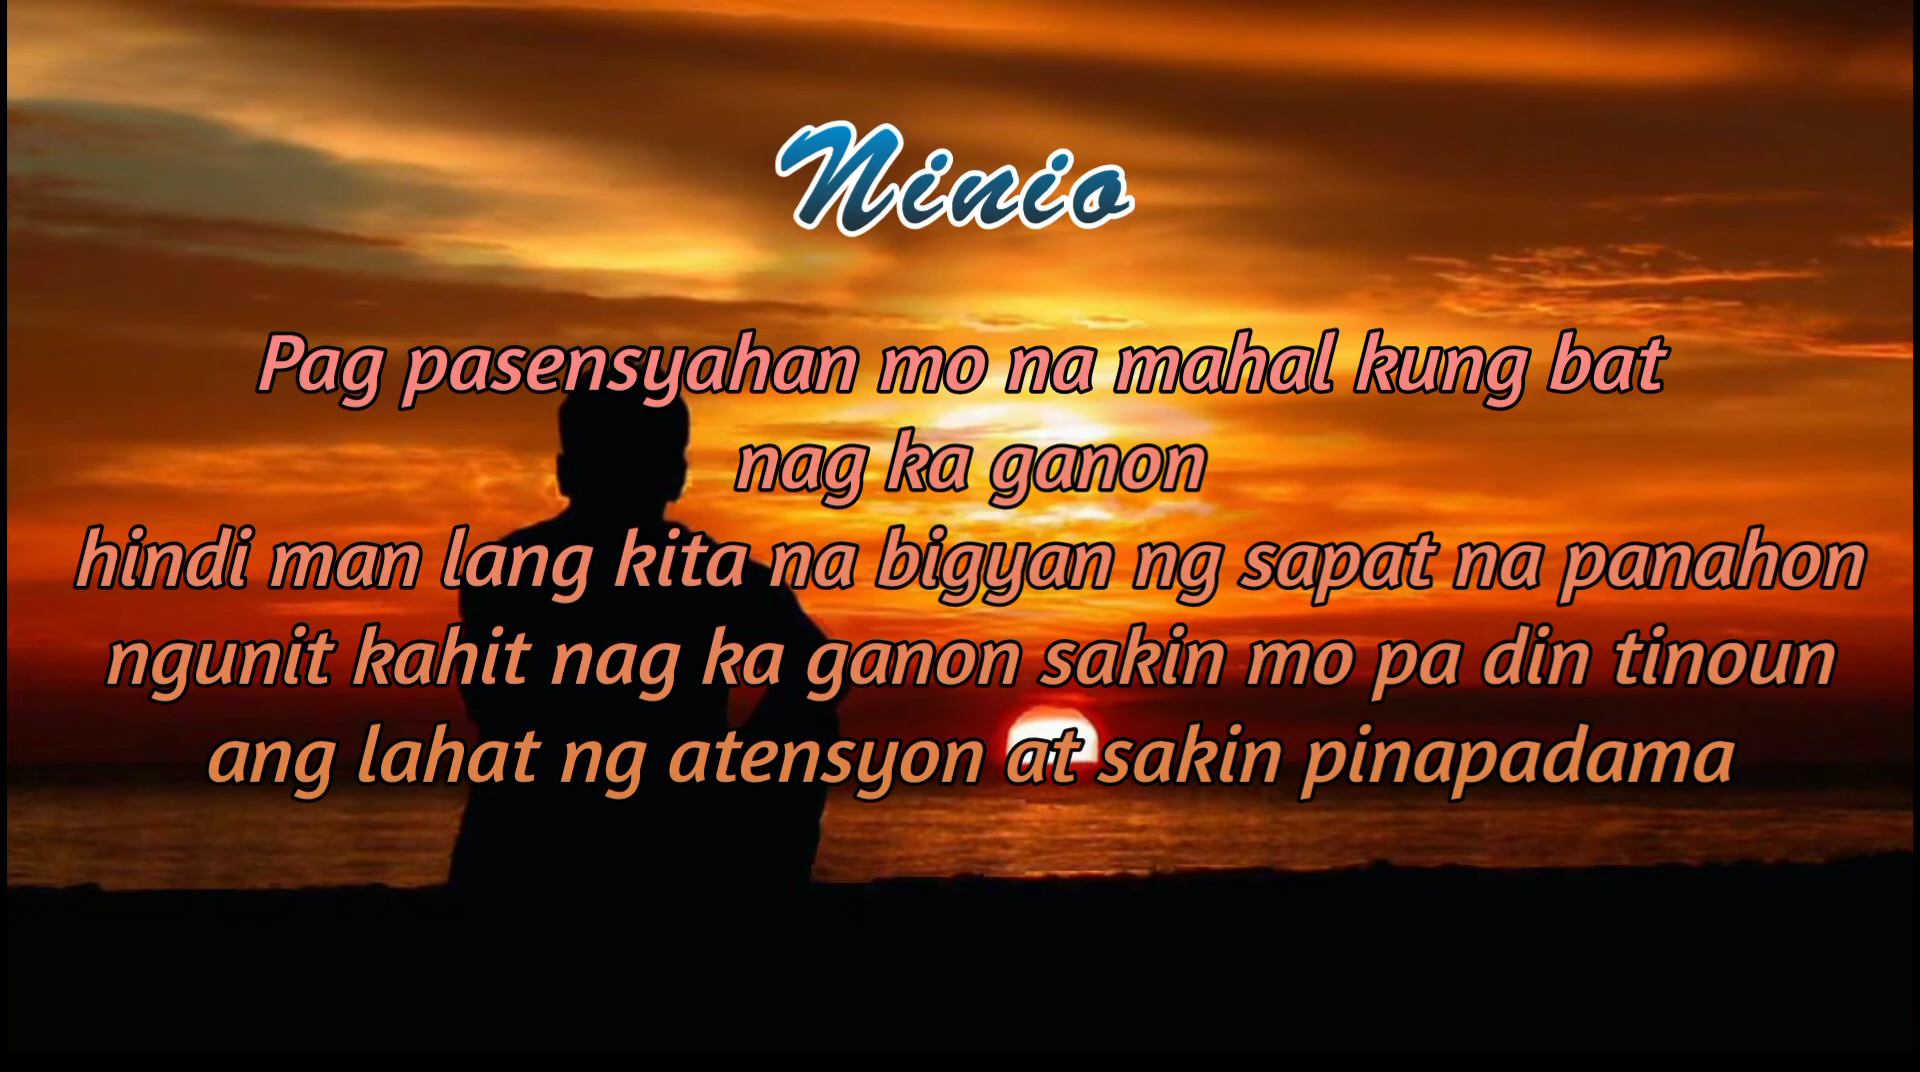 Ninio
Pag pasensyahan mo na mahal kung bat
nag ka ganon
hindi man lang kita na bigyan ng sapat na panahon
ngunit kahit nag ka ganon sakin mo pa din tinoun
ang lahat ng atensyon at sakin pinapadama